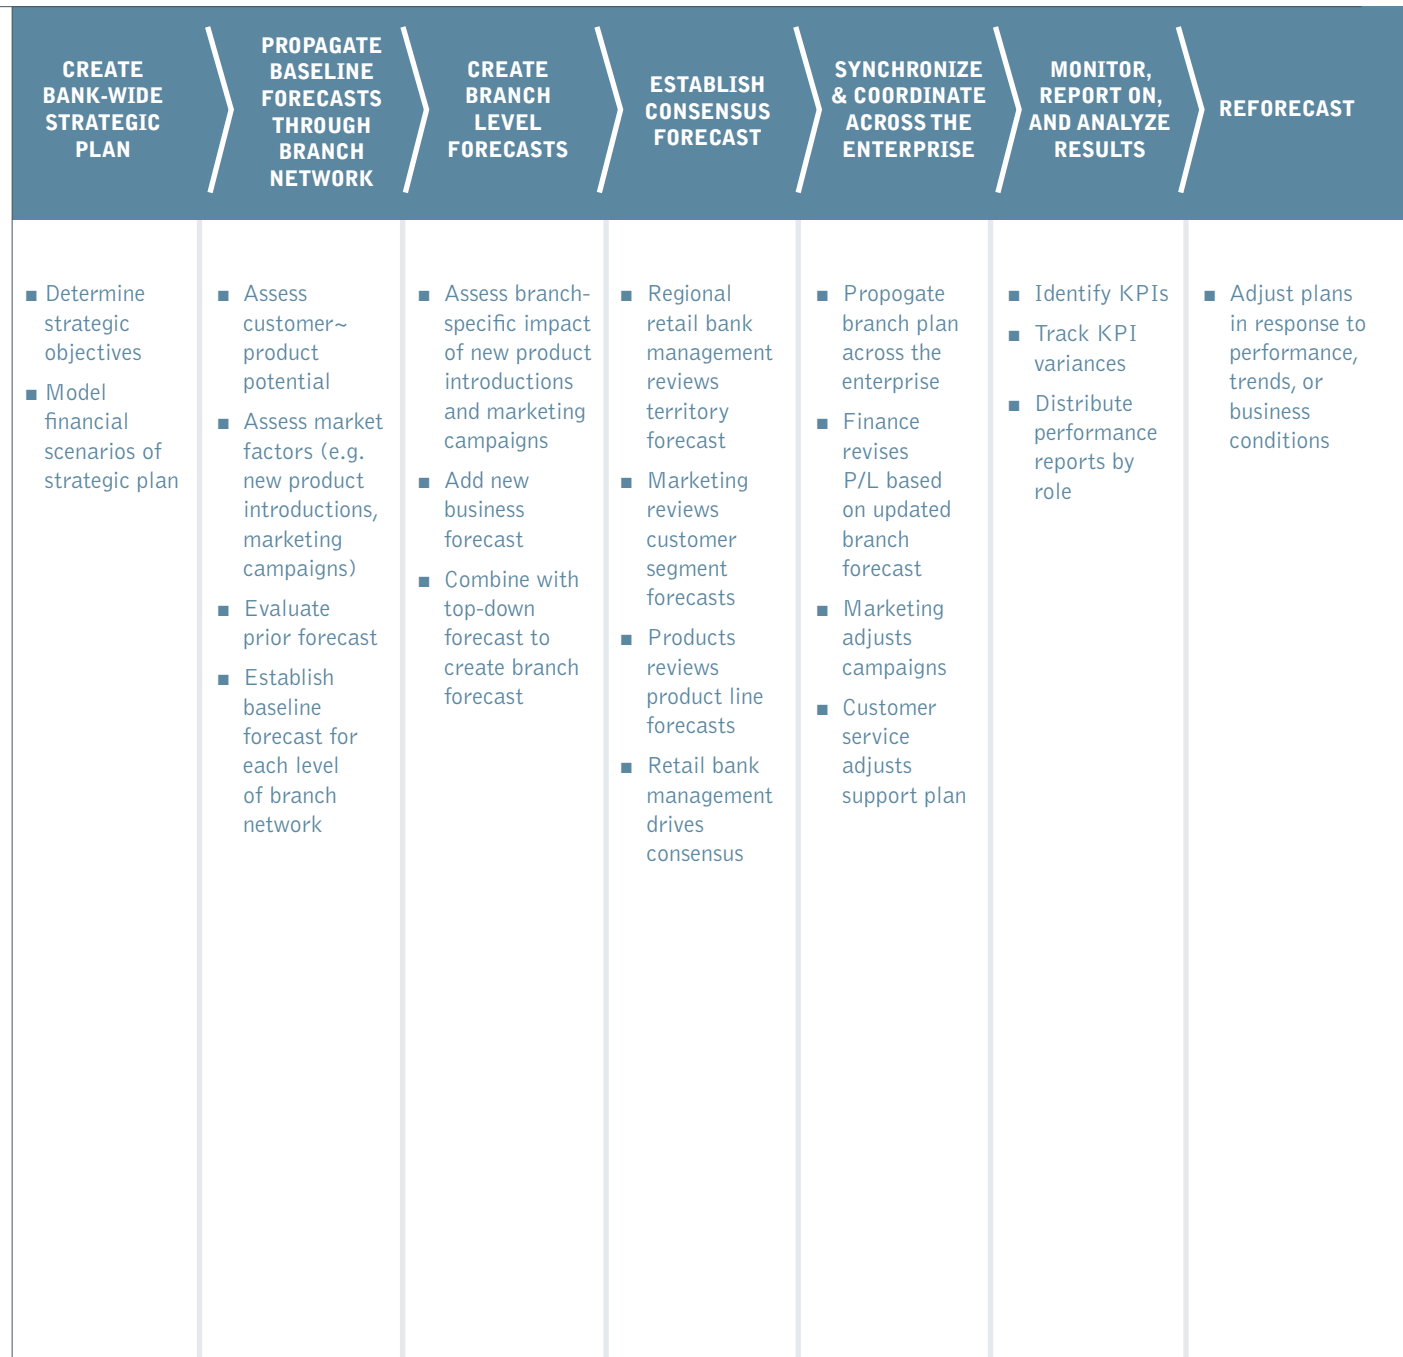 CREATE
BANK-WIDE
STRATEGIC
PLAN
PROPAGATE
BASELINE
FORECASTS
THROUGH
BRANCH
NETWORK
CREATE
BRANCH
LEVEL
FORECASTS
ESTABLISH
CONSENSUS
FORECAST
SYNCHRONIZE
& COORDINATE
ACROSS THE
ENTERPRISE
MONITOR,
REPORT ON,
AND ANALYZE
RESULTS
REFORECAST
■ Determine
strategic
objectives
■ Model
financial
scenarios of
strategic plan
■ Assess
customer~
product
potential
■ Assess market
factors (e.g.
new product
introductions,
marketing
campaigns)
■ Evaluate
prior forecast
■ Establish
baseline
forecast for
each level
of branch
network
■ Assess branch-
specific impact
of new product
introductions
and marketing
campaigns
■ Add new
business
forecast
■ Combine with
top-down
forecast to
create branch
forecast
■ Regional
retail bank
management
reviews
territory
forecast
■ Marketing
reviews
customer
segment
forecasts
■ Products
reviews
product line
forecasts
■ Retail bank
management
drives
consensus
■ Propogate
branch plan
across the
enterprise
■ Finance
revises
P/L based
on updated
branch
forecast
■ Marketing
adjusts
campaigns
■ Customer
service
adjusts
support plan
■ Identify KPIs
■ Track KPI
variances
■ Distribute
performance
reports by
role
■ Adjust plans
in response to
performance,
trends, or
business
conditions